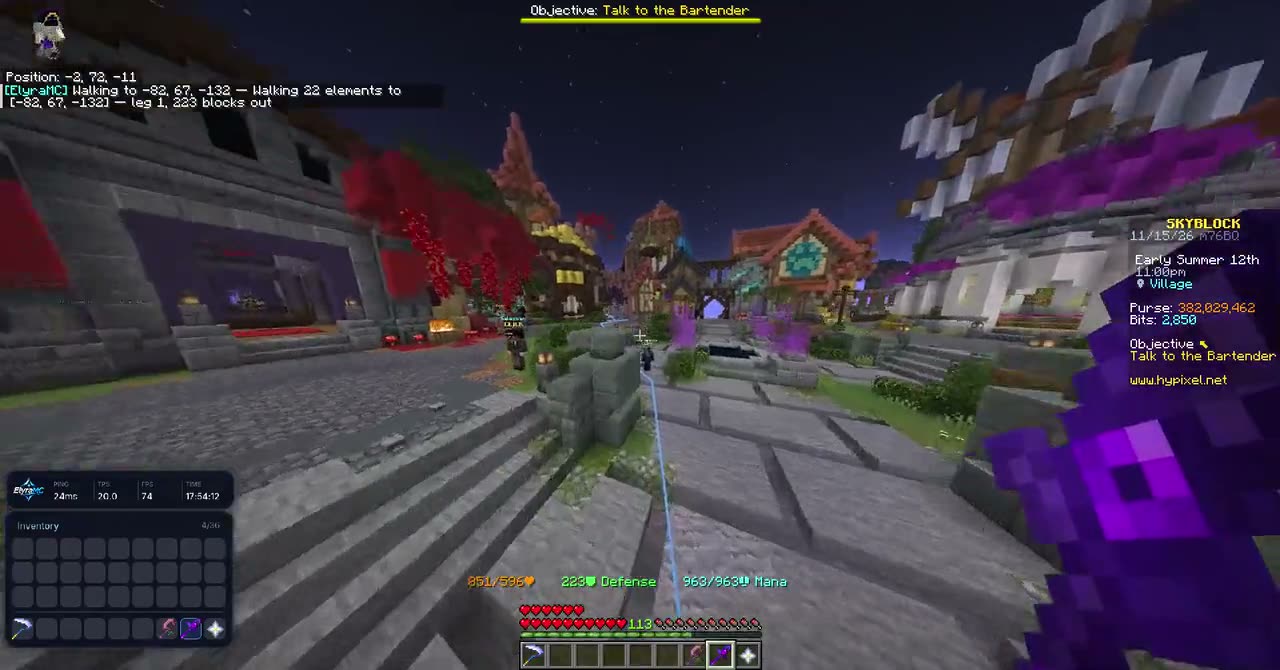 Objective: Talk to the Bartender
Position: -2, 72, -11
[ElyraMC] Walking to -82, 67, -132 — Walking 22 elements to
[-82, 67, -132] — leg 1, 223 blocks out
SKYBLOCK
11/15/26 M76BQ
Early Summer 12th
11:00pm
Village
Purse: 382,029,462
Bits: 2,850
Objective
Talk to the Bartender
www.hypixel.net
ElyraMC
PING
24ms
TPS
20.0
FPS
74
TIME
17:54:12
Inventory
4/36
851/596❤ 223 Defense 963/963 Mana
113